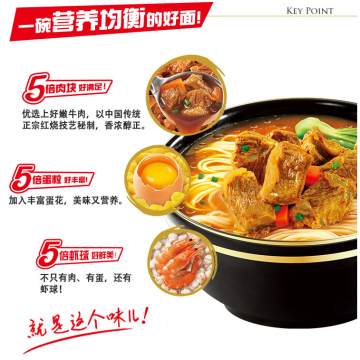 一碗营养均衡的好面!
KEY POINT
5倍肉块 好满足!
优选上好嫩牛肉，以中国传统
正宗红烧技艺秘制，香浓醇正。
5倍蛋粒 好丰富!
加入丰富蛋花，美味又营养。
5倍虾球 好鲜美!
不只有肉、有蛋，还有
虾球!
就是这个味儿!